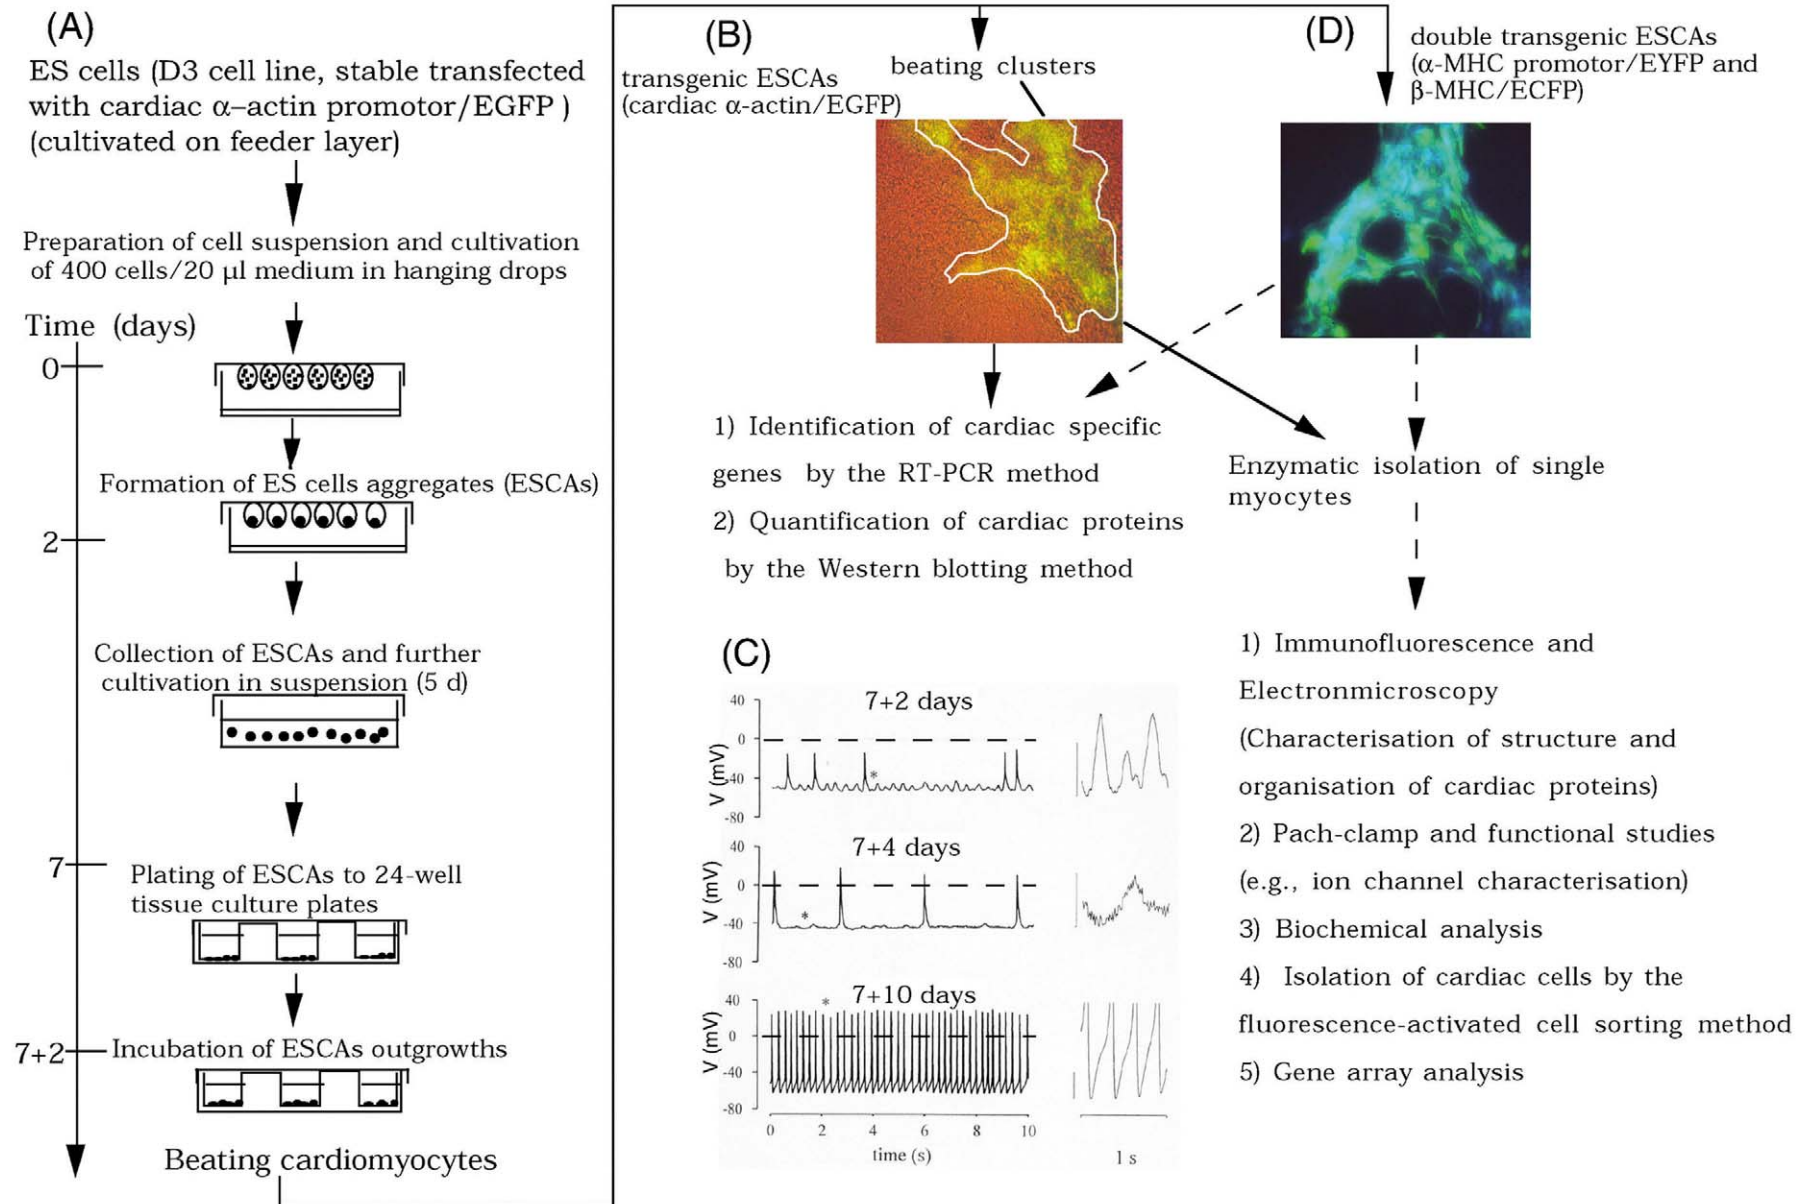 (A)
ES cells (D3 cell line, stable transfected
with cardiac α–actin promotor/EGFP )
(cultivated on feeder layer)
Preparation of cell suspension and cultivation
of 400 cells/20 µl medium in hanging drops
Time (days)
0
Formation of ES cells aggregates (ESCAs)
2
Collection of ESCAs and further
cultivation in suspension (5 d)
7
Plating of ESCAs to 24-well
tissue culture plates
7+2
Incubation of ESCAs outgrowths
Beating cardiomyocytes
(B)
transgenic ESCAs
(cardiac α-actin/EGFP)
beating clusters
1) Identification of cardiac specific
genes by the RT-PCR method
2) Quantification of cardiac proteins
by the Western blotting method
(C)
7+2 days
40
0
-40
-80
V (mV)
*
7+4 days
40
0
-40
-80
V (mV)
*
7+10 days
40
0
-40
-80
V (mV)
*
0 2 4 6 8 10
time (s)
1 s
(D)
double transgenic ESCAs
(α-MHC promotor/EYFP and
β-MHC/ECFP)
Enzymatic isolation of single
myocytes
1) Immunofluorescence and
Electronmicroscopy
(Characterisation of structure and
organisation of cardiac proteins)
2) Pach-clamp and functional studies
(e.g., ion channel characterisation)
3) Biochemical analysis
4) Isolation of cardiac cells by the
fluorescence-activated cell sorting method
5) Gene array analysis